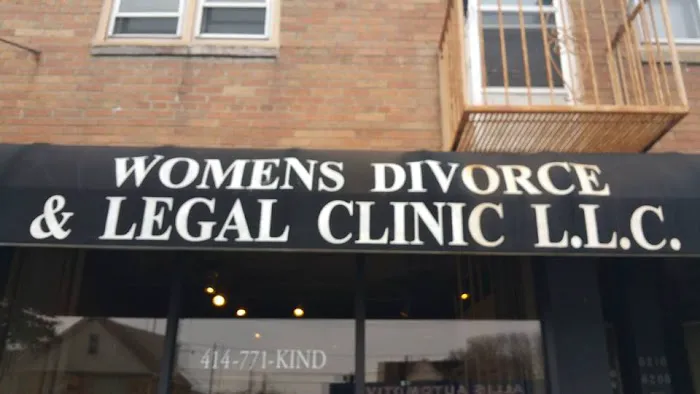 WOMENS DIVORCE
& LEGAL CLINIC L.L.C.
414-771-KIND